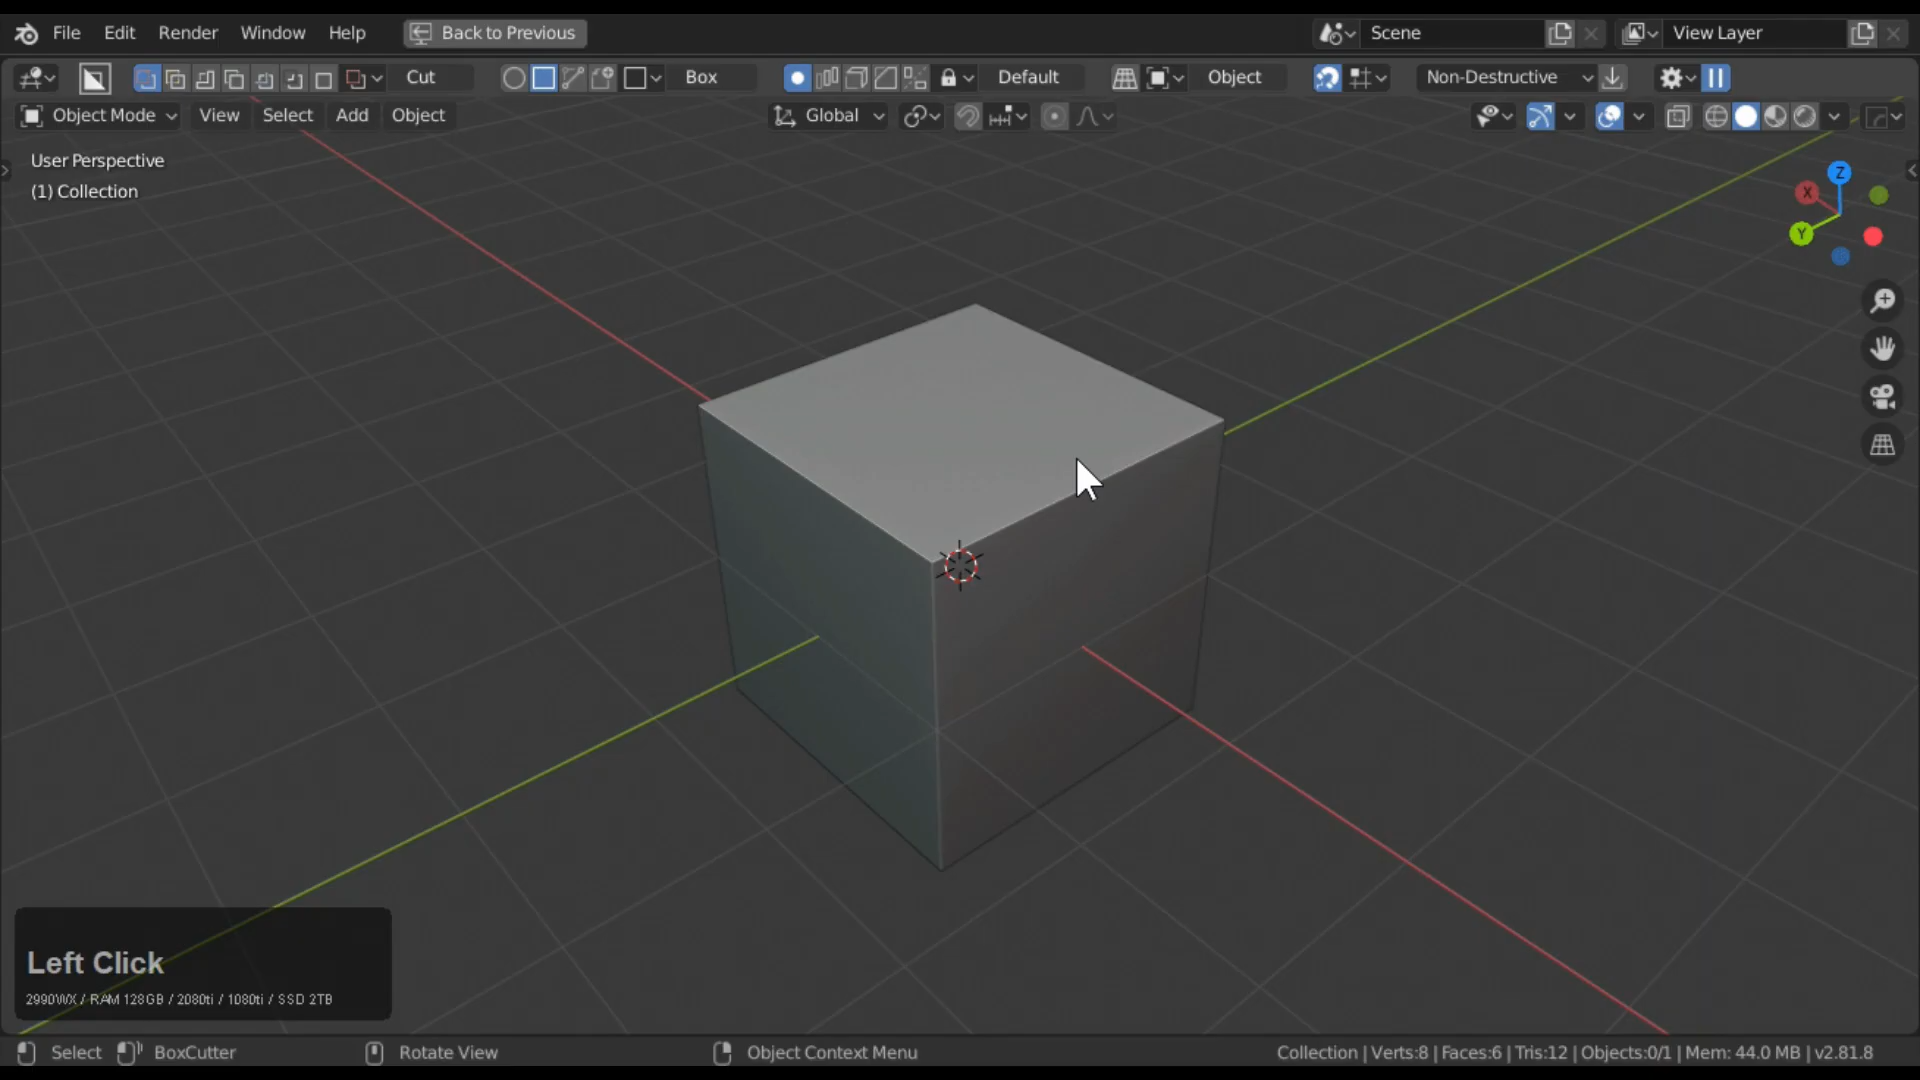 File Edit Render Window Help Back to Previous Scene View Layer
Cut Box Default Object Non-Destructive
Object Mode View Select Add Object Global
User Perspective
(1) Collection
Z
X
Y
Left Click
2990WX / RAM 128GB / 2080ti / 1080ti / SSD 2TB
Select BoxCutter Rotate View Object Context Menu Collection | Verts:8 | Faces:6 | Tris:12 | Objects:0/1 | Mem: 44.0 MB | v2.81.8